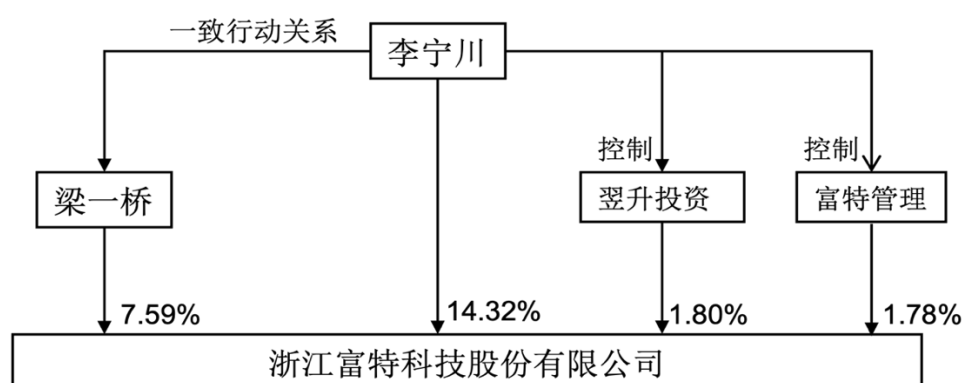 一致行动关系
李宁川
控制
控制
梁一桥
翌升投资
富特管理
7.59%
14.32%
1.80%
1.78%
浙江富特科技股份有限公司